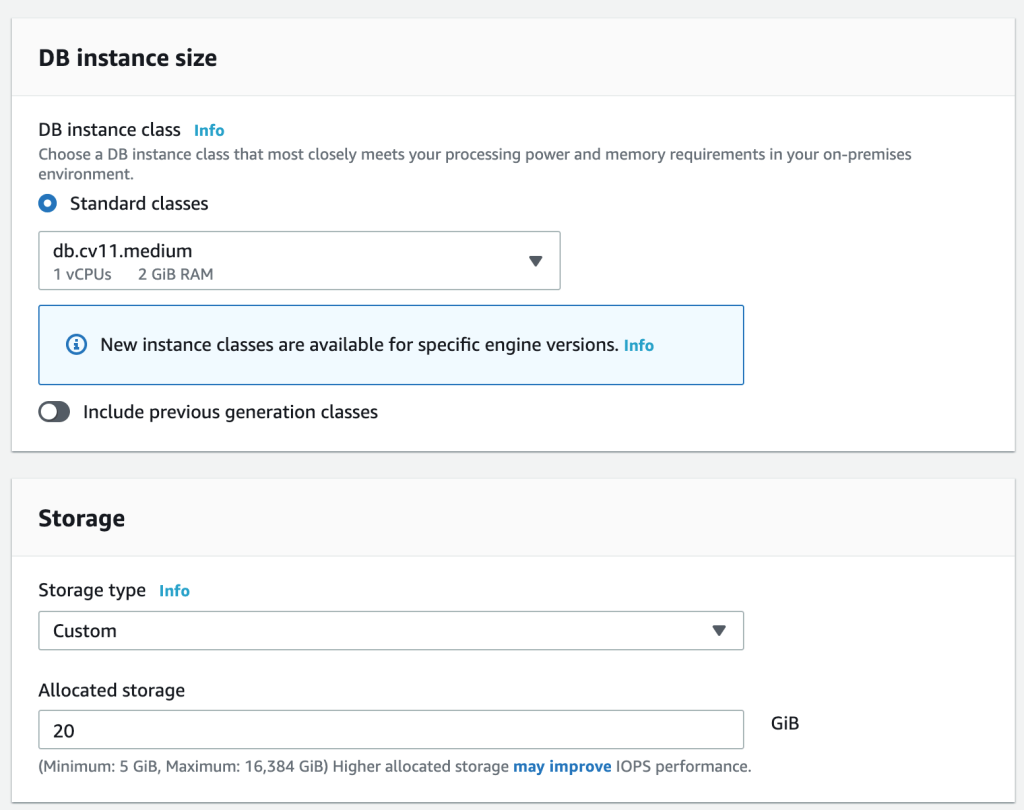 DB instance size
DB instance class Info
Choose a DB instance class that most closely meets your processing power and memory requirements in your on-premises
environment.
Standard classes
db.cv11.medium
1 vCPUs 2 GiB RAM
New instance classes are available for specific engine versions. Info
Include previous generation classes
Storage
Storage type Info
Custom
Allocated storage
20 GiB
(Minimum: 5 GiB, Maximum: 16,384 GiB) Higher allocated storage may improve IOPS performance.